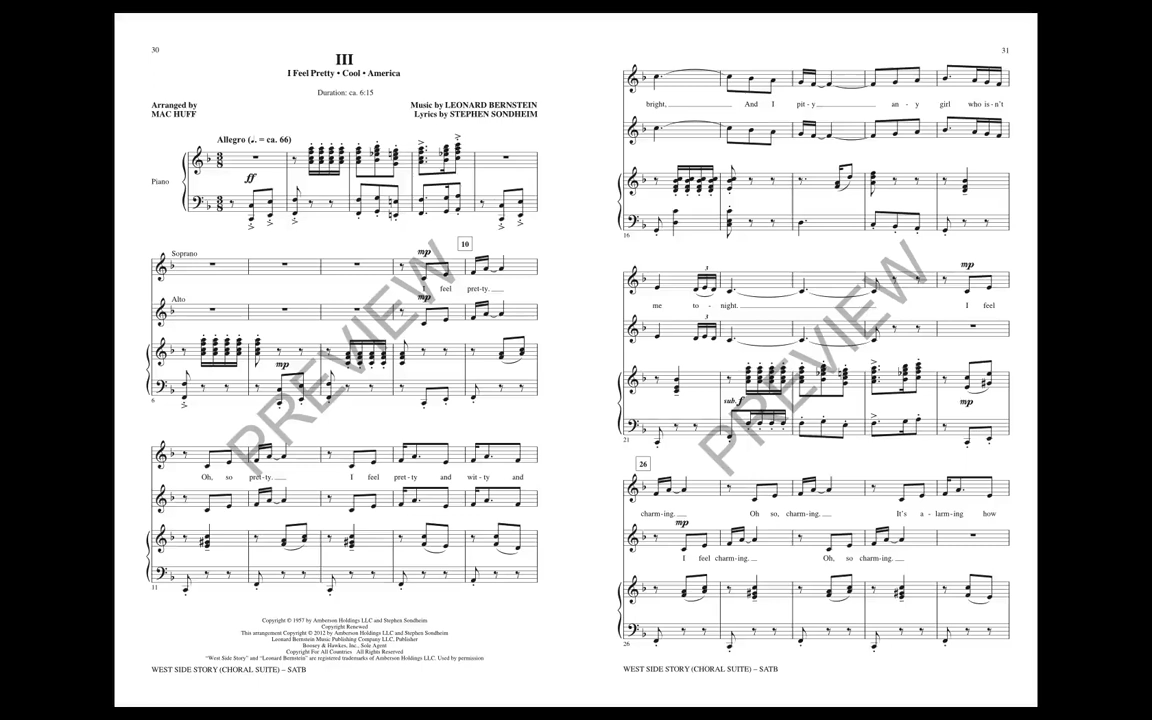 30
III
I Feel Pretty • Cool • America
Duration: ca. 6:15
Arranged by
MAC HUFF
Music by LEONARD BERNSTEIN
Lyrics by STEPHEN SONDHEIM
Allegro (♩. = ca. 66)
Piano
ff
10
Soprano
mp
I feel pret-ty.
Alto
mp
mp
6
Oh, so pret-ty. I feel pret-ty and wit-ty and
11
Copyright © 1957 by Amberson Holdings LLC and Stephen Sondheim
Copyright Renewed
This arrangement Copyright © 2012 by Amberson Holdings LLC and Stephen Sondheim
Leonard Bernstein Music Publishing Company LLC, Publisher
Boosey & Hawkes, Inc., Sole Agent
Copyright For All Countries All Rights Reserved
"West Side Story" and "Leonard Bernstein" are registered trademarks of Amberson Holdings LLC. Used by permission
WEST SIDE STORY (CHORAL SUITE) – SATB
PREVIEW
31
bright, And I pit-y an-y girl who is-n't
16
mp
3
me to-night. I feel
3
sub. f
mp
21
26
charm-ing. Oh so, charm-ing. It's a-larm-ing how
mp
I feel charm-ing. Oh, so charm-ing.
26
WEST SIDE STORY (CHORAL SUITE) – SATB
PREVIEW